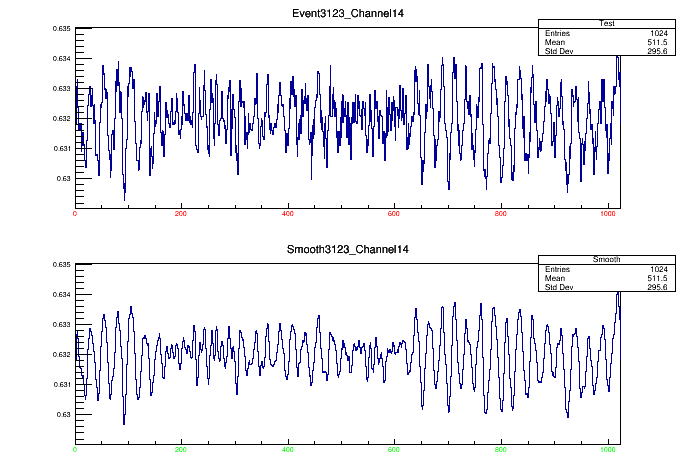 Event3123_Channel14
Test
Entries 1024
Mean 511.5
Std Dev 295.6
0.635
0.634
0.633
0.632
0.631
0.63
0 200 400 600 800 1000
Smooth3123_Channel14
Smooth
Entries 1024
Mean 511.5
Std Dev 295.6
0.635
0.634
0.633
0.632
0.631
0.63
0 200 400 600 800 1000